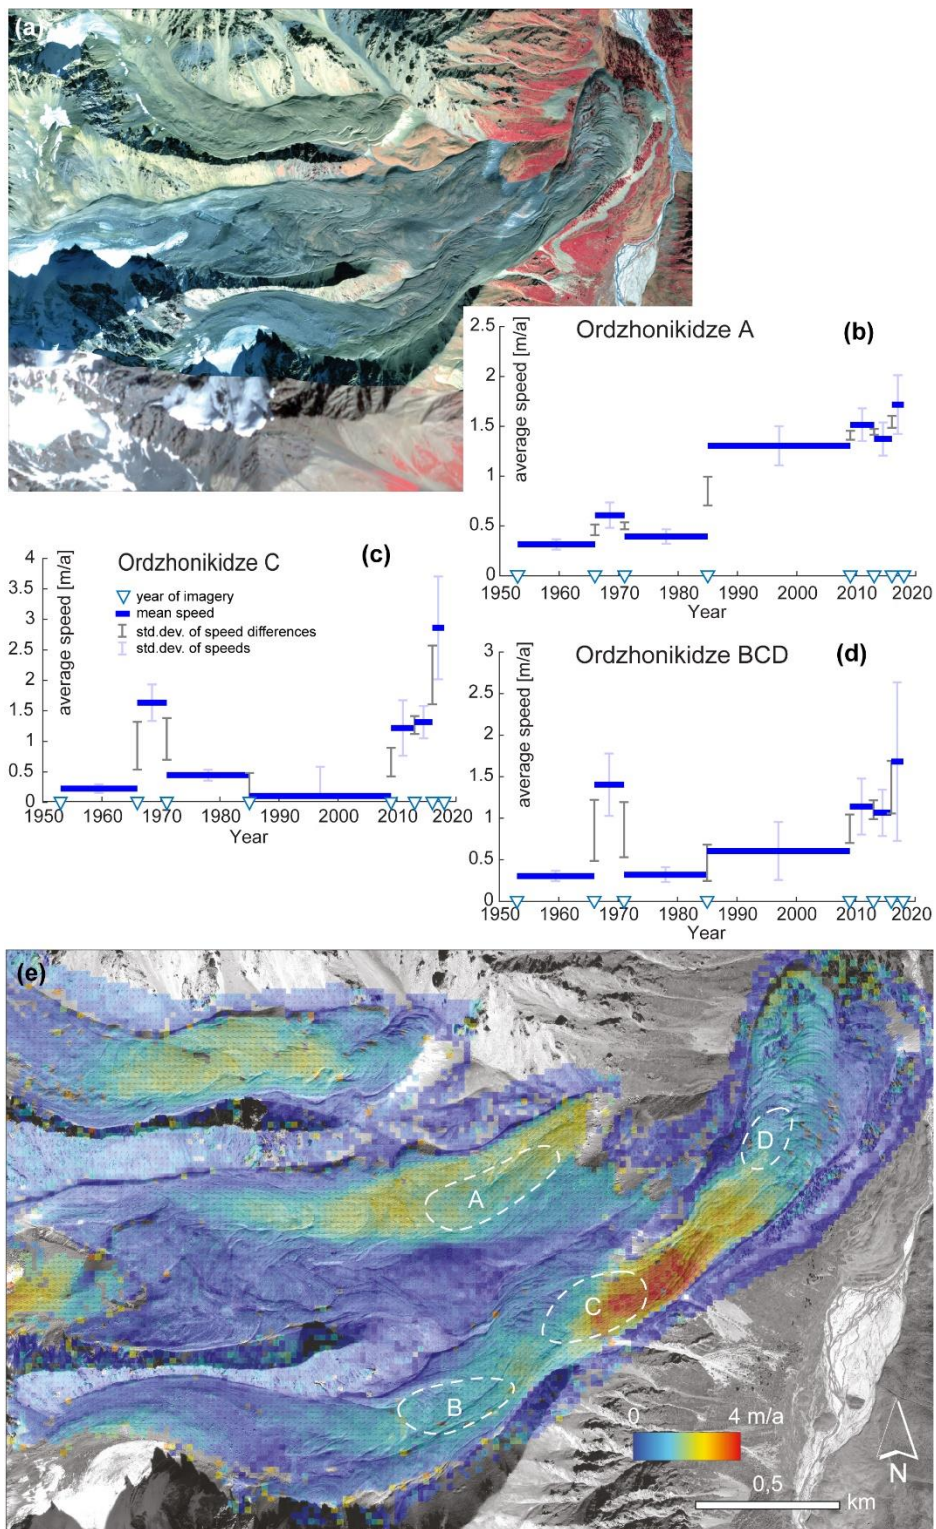 (a)
Ordzhonikidze A
(b)
average speed [m/a]
2.5
2
1.5
1
0.5
0
1950 1960 1970 1980 1990 2000 2010 2020
Year
Ordzhonikidze C
(c)
average speed [m/a]
4
3.5
3
2.5
2
1.5
1
0.5
0
year of imagery
mean speed
std.dev. of speed differences
std.dev. of speeds
1950 1960 1970 1980 1990 2000 2010 2020
Year
Ordzhonikidze BCD
(d)
average speed [m/a]
3
2.5
2
1.5
1
0.5
0
1950 1960 1970 1980 1990 2000 2010 2020
Year
(e)
D
A
C
B
0 4 m/a
0,5
km
N